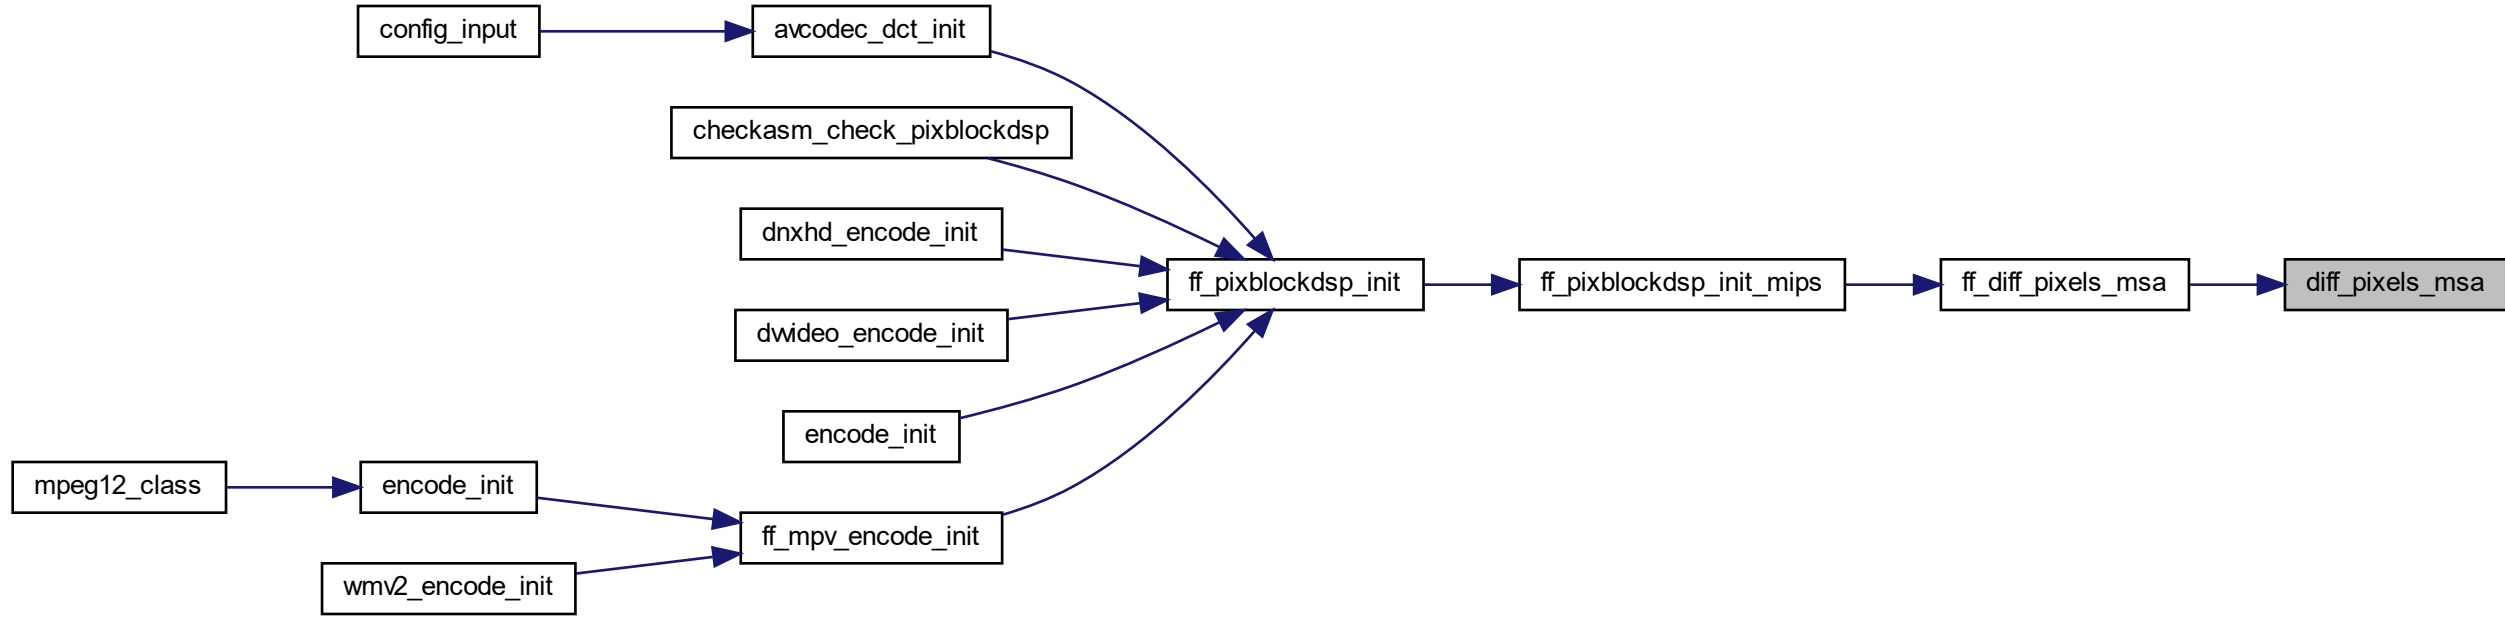 config_input
avcodec_dct_init
checkasm_check_pixblockdsp
dnxhd_encode_init
ff_pixblockdsp_init
ff_pixblockdsp_init_mips
ff_diff_pixels_msa
diff_pixels_msa
dvvideo_encode_init
encode_init
mpeg12_class
encode_init
ff_mpv_encode_init
wmv2_encode_init